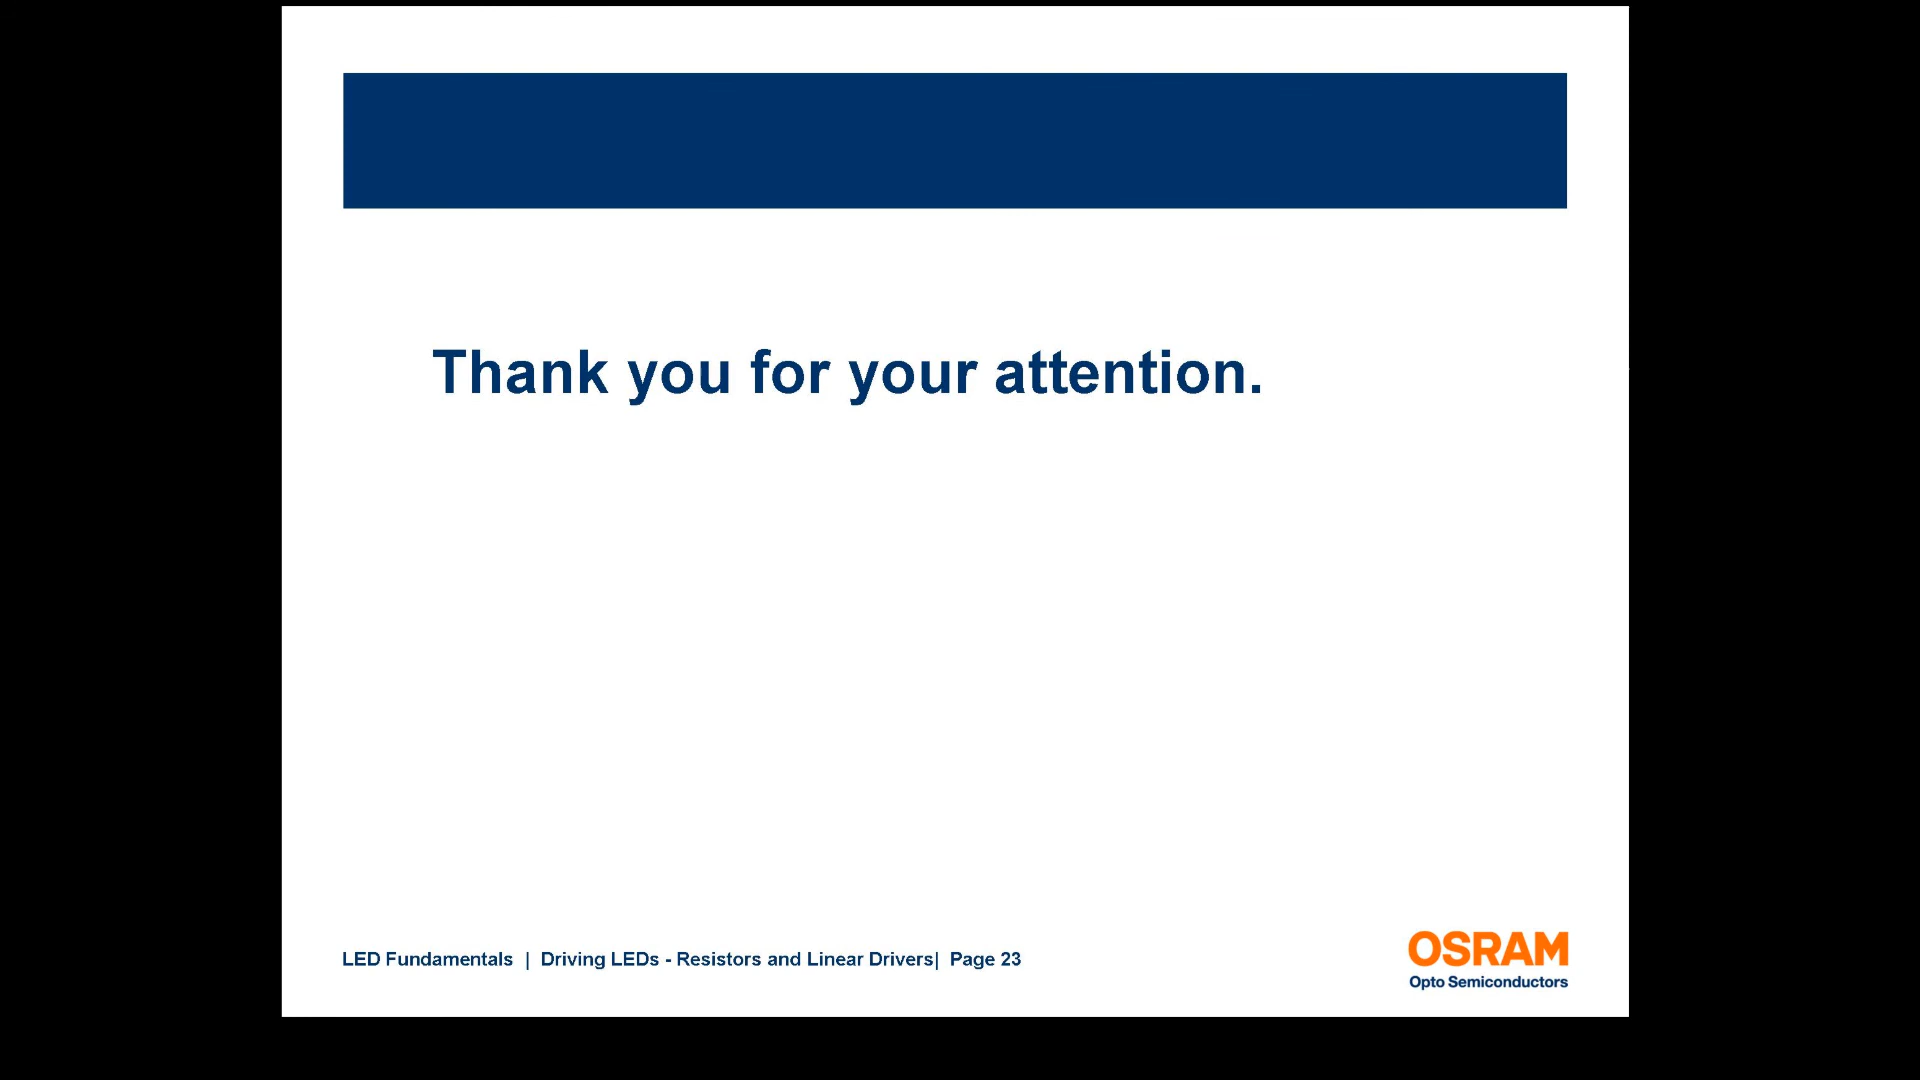 Thank you for your attention.
LED Fundamentals | Driving LEDs - Resistors and Linear Drivers| Page 23
OSRAM
Opto Semiconductors